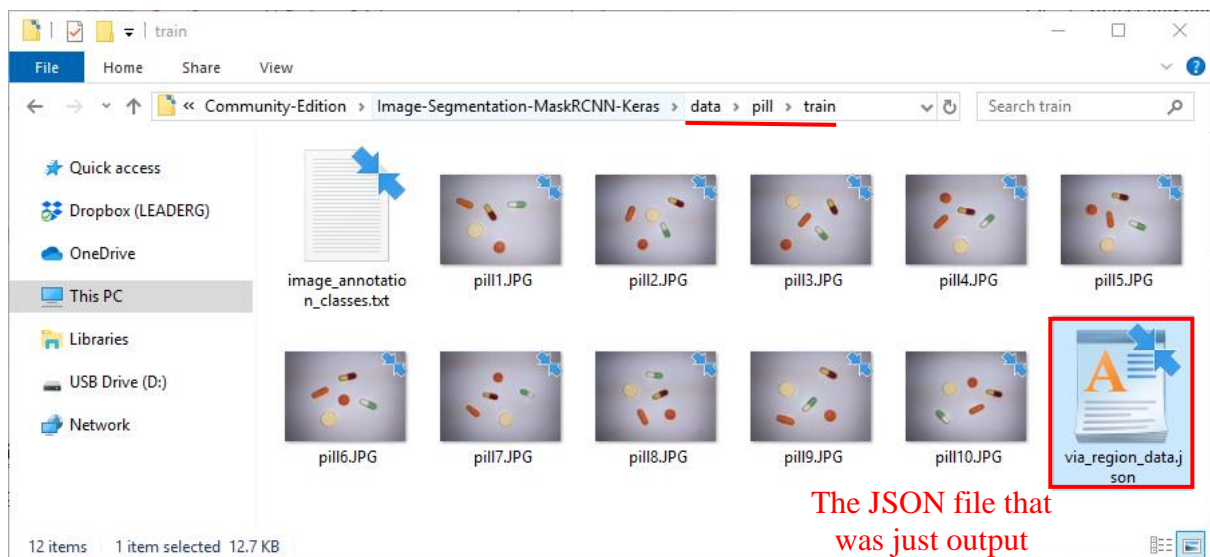 train
File Home Share View
« Community-Edition > Image-Segmentation-MaskRCNN-Keras > data > pill > train
Search train
Quick access
Dropbox (LEADERG)
OneDrive
This PC
Libraries
USB Drive (D:)
Network
image_annotatio
n_classes.txt
pill1.JPG
pill2.JPG
pill3.JPG
pill4.JPG
pill5.JPG
pill6.JPG
pill7.JPG
pill8.JPG
pill9.JPG
pill10.JPG
A
via_region_data.j
son
The JSON file that
was just output
12 items 1 item selected 12.7 KB